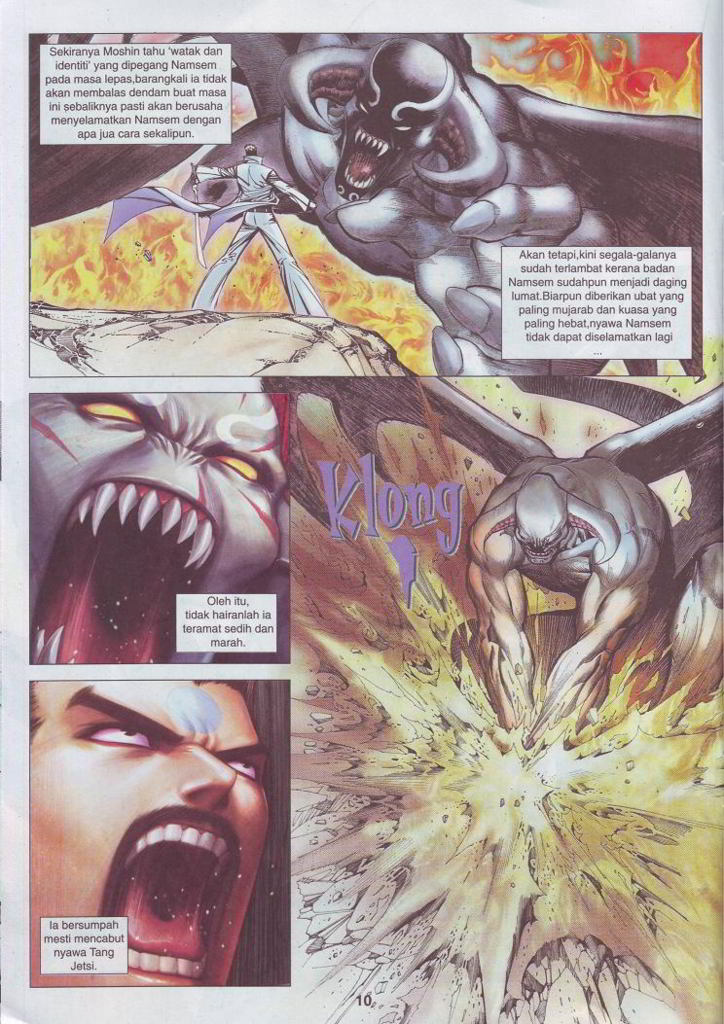 Sekiranya Moshin tahu ‘watak dan
identiti’ yang dipegang Namsem
pada masa lepas,barangkali ia tidak
akan membalas dendam buat masa
ini sebaliknya pasti akan berusaha
menyelamatkan Namsem dengan
apa jua cara sekalipun.
Akan tetapi,kini segala-galanya
sudah terlambat kerana badan
Namsem sudahpun menjadi daging
lumat.Biarpun diberikan ubat yang
paling mujarab dan kuasa yang
paling hebat,nyawa Namsem
tidak dapat diselamatkan lagi
...
Oleh itu,
tidak hairanlah ia
teramat sedih dan
marah.
Klong
!
Ia bersumpah
mesti mencabut
nyawa Tang
Jetsi.
10